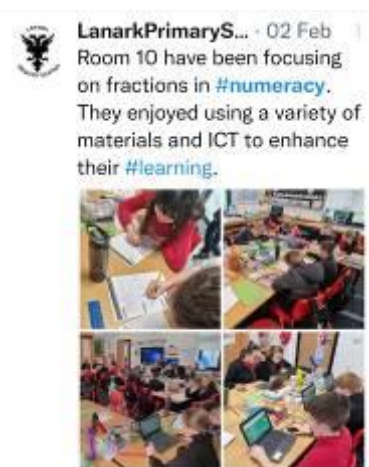 LanarkPrimaryS... · 02 Feb
Room 10 have been focusing
on fractions in #numeracy.
They enjoyed using a variety of
materials and ICT to enhance
their #learning.